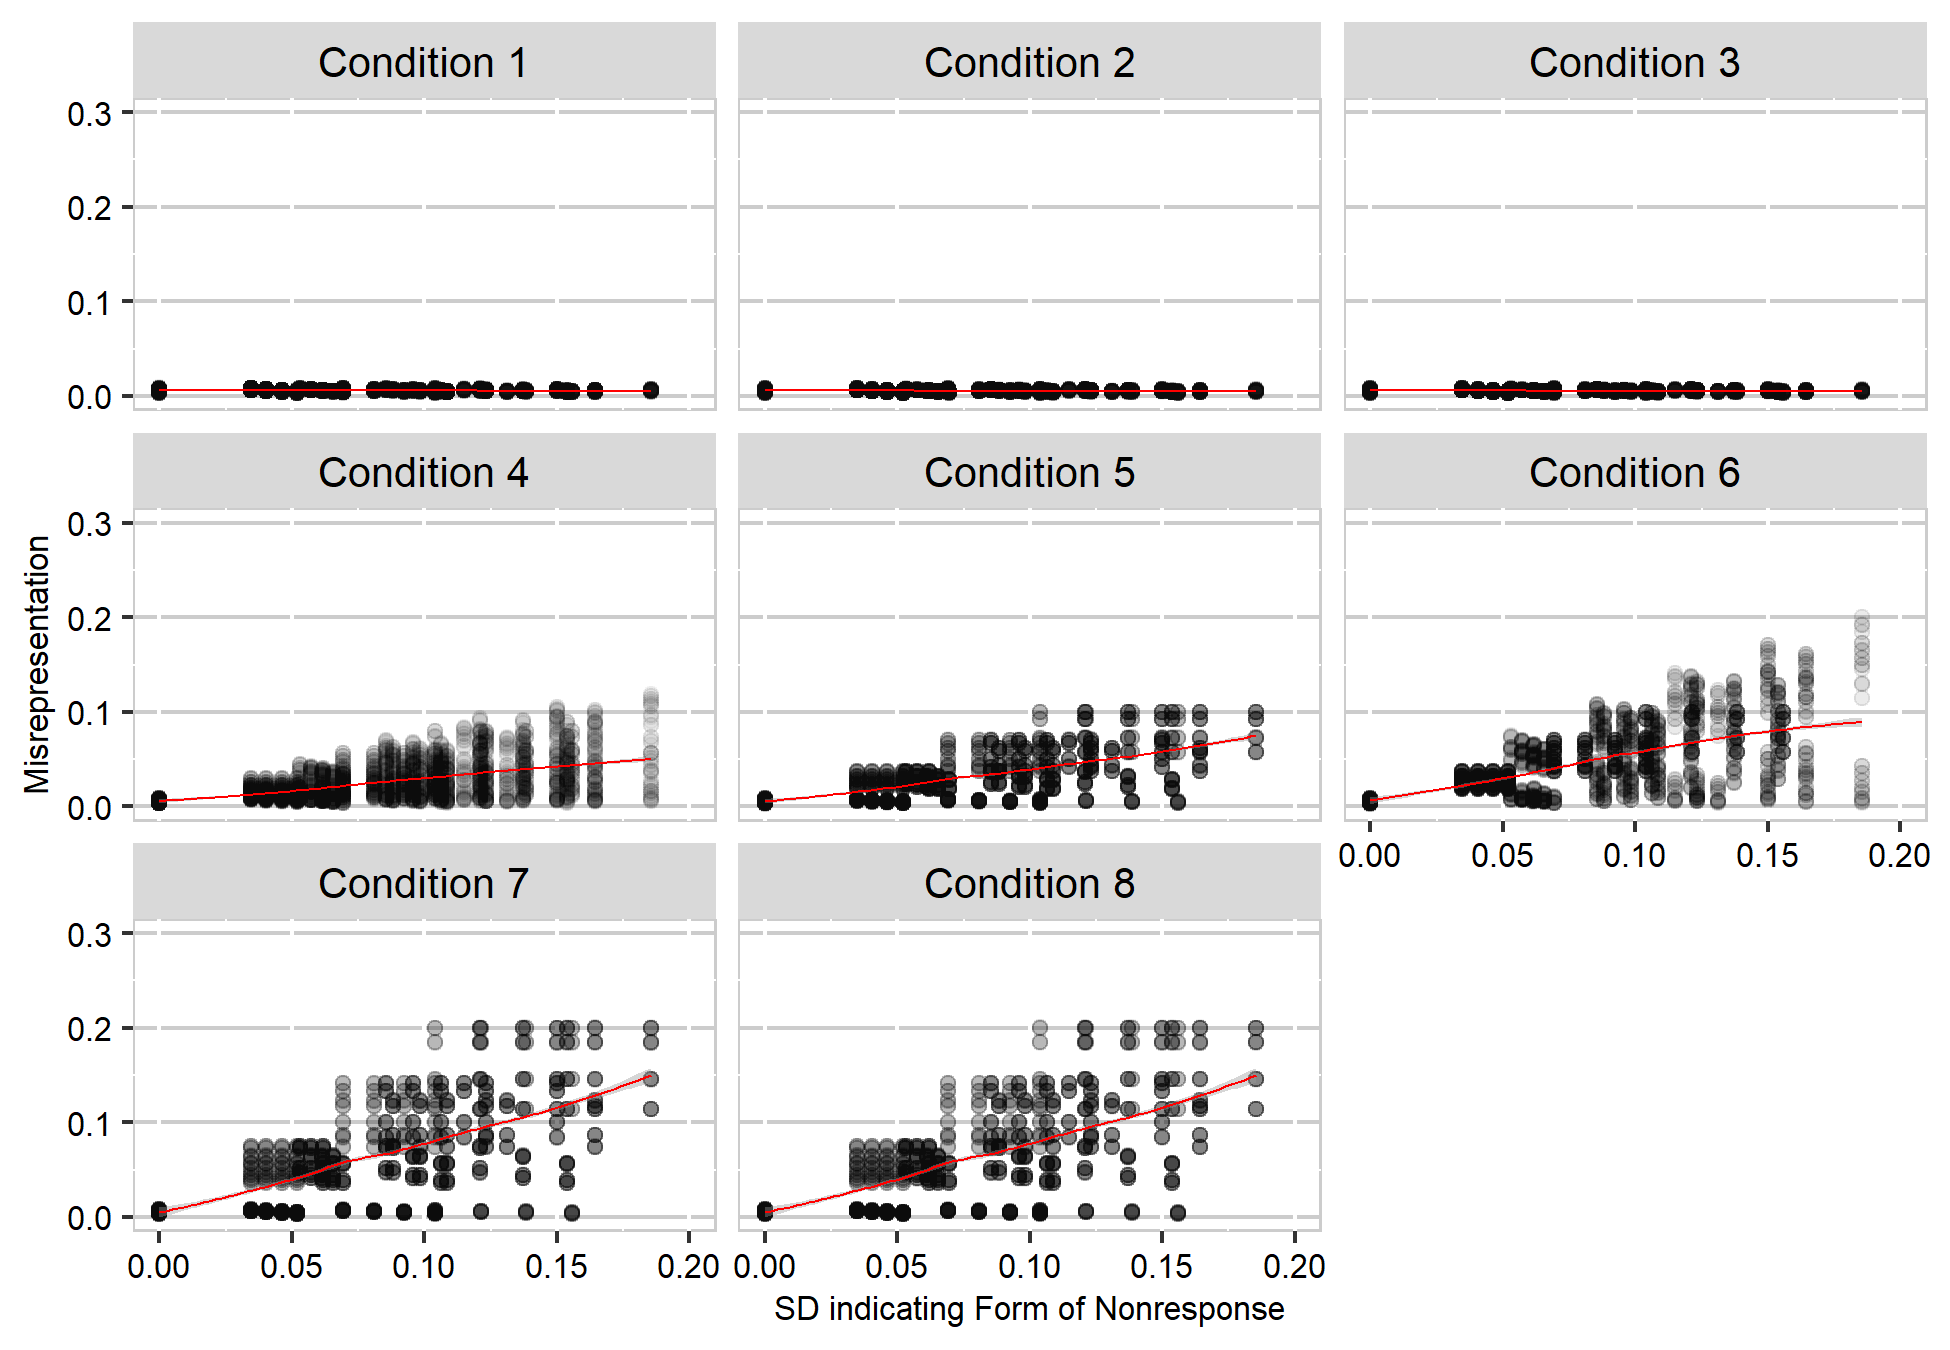 Condition 1
Condition 2
Condition 3
0.3
0.2
0.1
0.0
Condition 4
Condition 5
Condition 6
0.3
0.2
0.1
0.0
Misrepresentation
0.00 0.05 0.10 0.15 0.20
Condition 7
Condition 8
0.3
0.2
0.1
0.0
0.00 0.05 0.10 0.15 0.20
0.00 0.05 0.10 0.15 0.20
SD indicating Form of Nonresponse